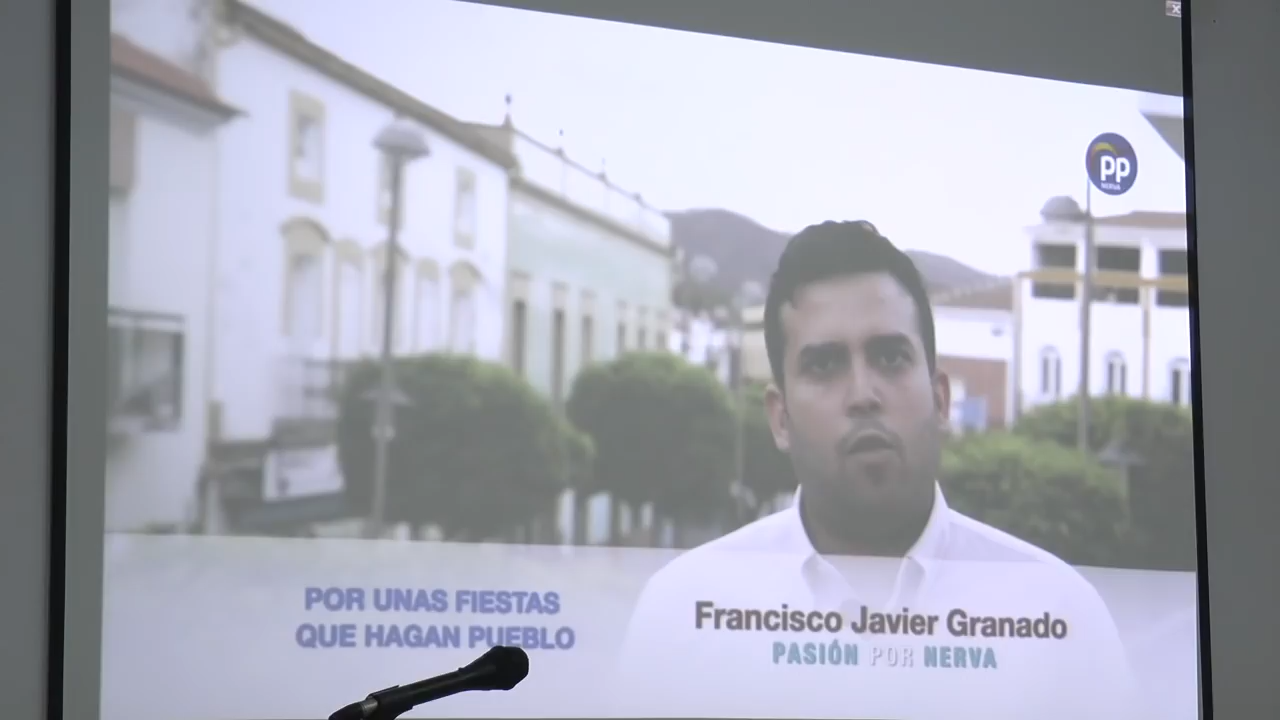 PP
NERVA
POR UNAS FIESTAS
QUE HAGAN PUEBLO
Francisco Javier Granado
PASIÓN POR NERVA